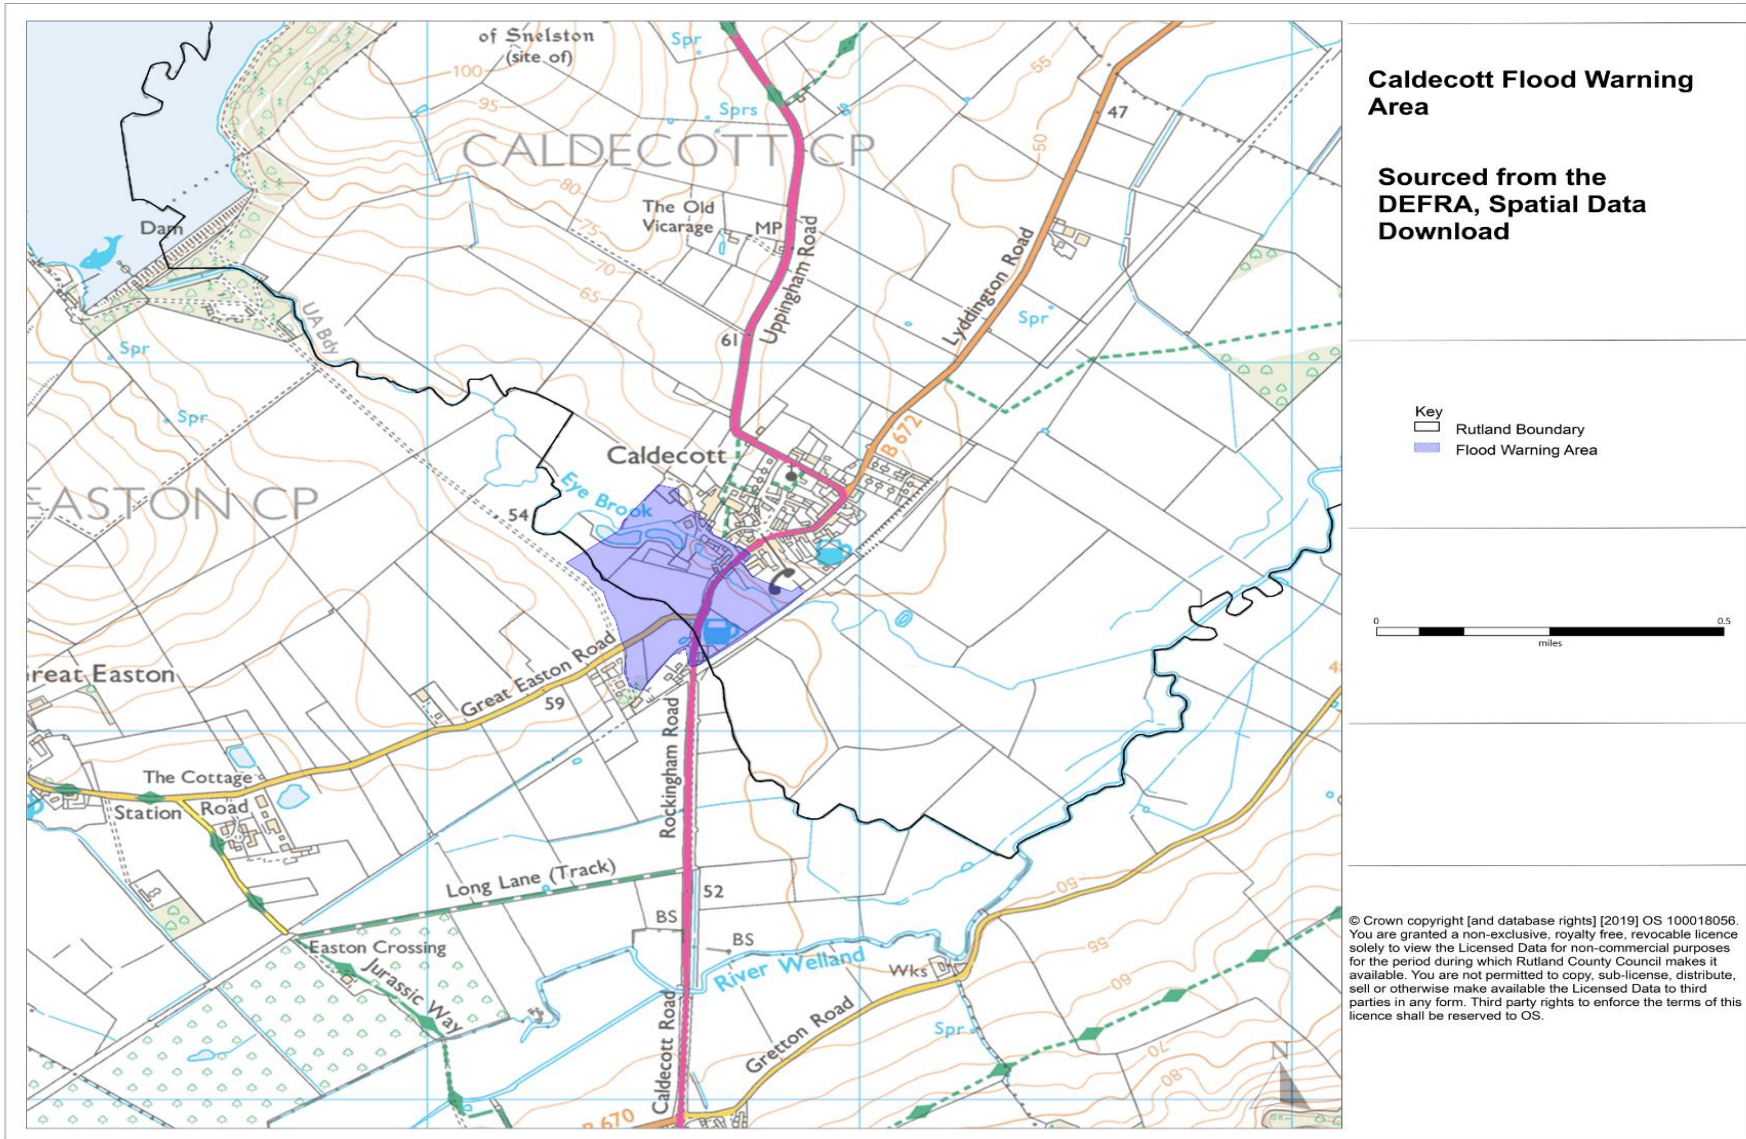 of Snelston
(site of)
Spr
100
95
Sprs
CALDECOTT CP
55
47
50
80
75
70
65
The Old
Vicarage
MP
Uppingham Road
Lyddington Road
Spr
61
Dam
UA Bdy
Spr
Spr
Caldecott
B 672
Eye Brook
EASTON CP
54
Great Easton Road
59
reat Easton
The Cottage
Station Road
Rockingham Road
Long Lane (Track)
52
BS
BS
Easton Crossing
Jurassic Way
River Welland
Wks
Caldecott Road
Gretton Road
Spr
50
55
60
70
80
B 670
N
Caldecott Flood Warning
Area
Sourced from the
DEFRA, Spatial Data
Download
Key
Rutland Boundary
Flood Warning Area
0 0.5
miles
© Crown copyright [and database rights] [2019] OS 100018056.
You are granted a non-exclusive, royalty free, revocable licence
solely to view the Licensed Data for non-commercial purposes
for the period during which Rutland County Council makes it
available. You are not permitted to copy, sub-license, distribute,
sell or otherwise make available the Licensed Data to third
parties in any form. Third party rights to enforce the terms of this
licence shall be reserved to OS.